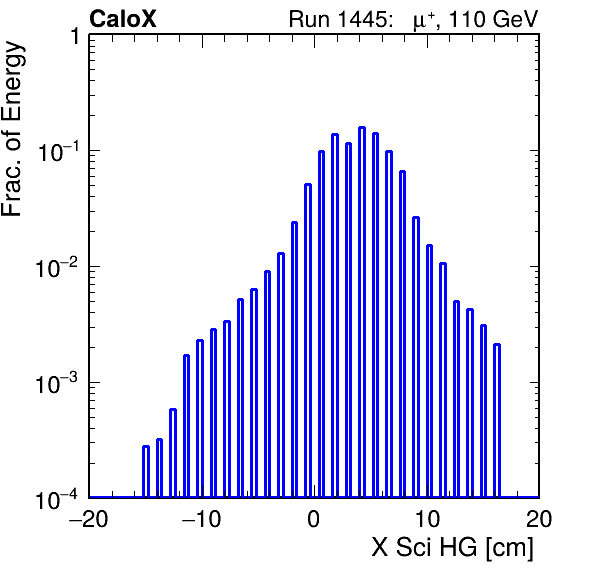 CaloX Run 1445: μ⁺, 110 GeV
Frac. of Energy
1
10⁻¹
10⁻²
10⁻³
10⁻⁴
−20 −10 0 10 20
X Sci HG [cm]